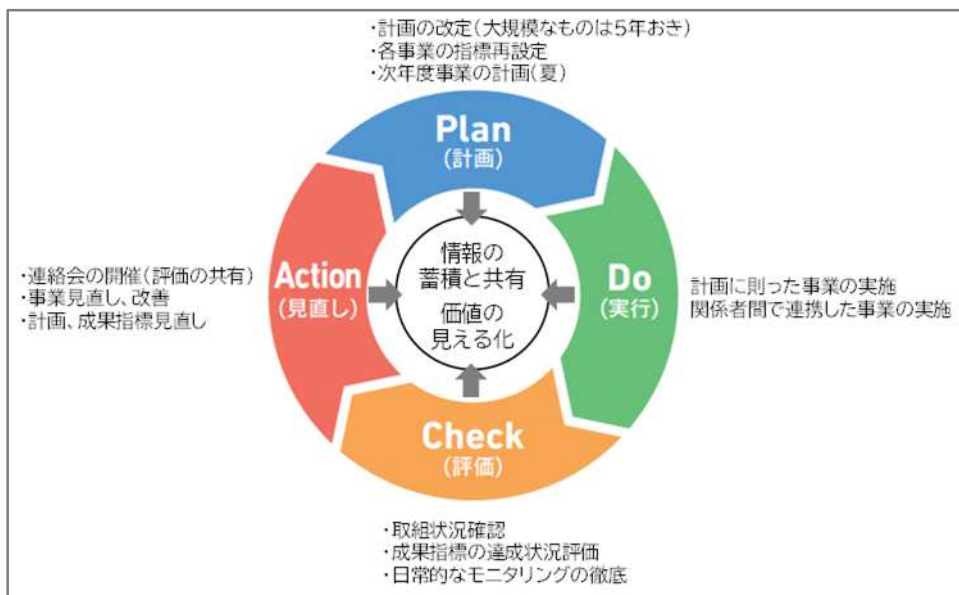 ・計画の改定（大規模なものは５年おき）
・各事業の指標再設定
・次年度事業の計画（夏）
Plan
(計画)
Do
(実行)
計画に則った事業の実施
関係者間で連携した事業の実施
Check
(評価)
・取組状況確認
・成果指標の達成状況評価
・日常的なモニタリングの徹底
Action
(見直し)
・連絡会の開催（評価の共有）
・事業見直し、改善
・計画、成果指標見直し
情報の
蓄積と共有
価値の
見える化